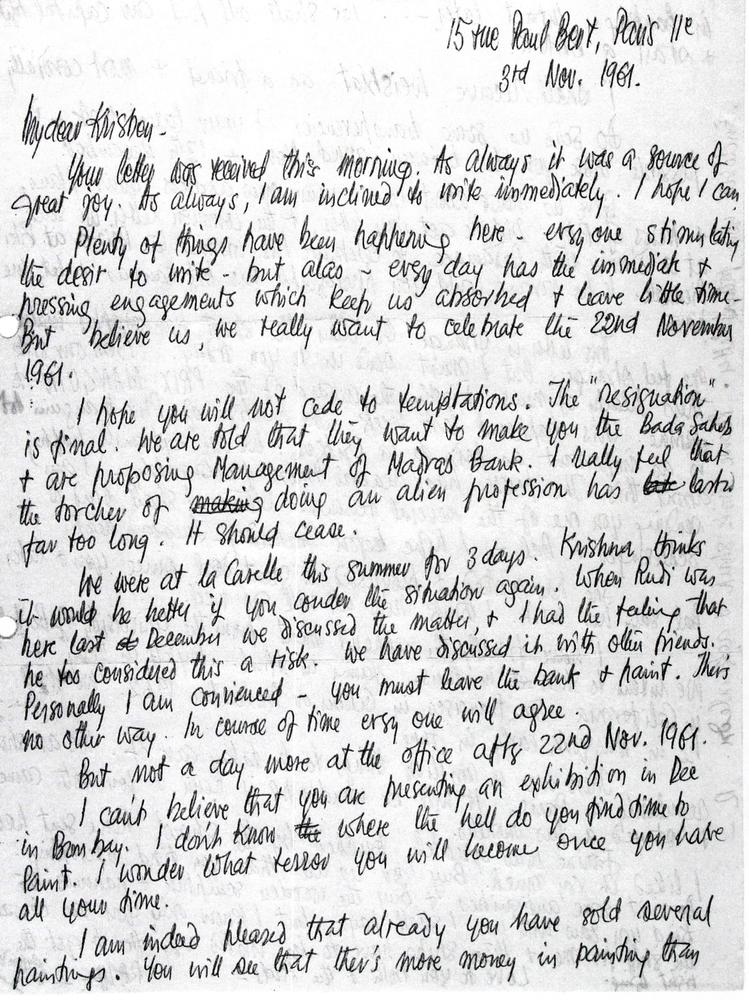 15 rue Paul Bert, Paris 11e
3rd Nov. 1961.
My dear Krishen -
Your letter was received this morning. As always it was a source of
great joy. As always, I am inclined to write immediately. I hope I can
Plenty of things have been happening here - every one stimulating
the desir to write - but alas - every day has the immediate +
pressing engagements which keep us absorbed + leave little time -
But believe us, we really want to celebrate the 22nd November
1961.
I hope you will not cede to temptations. The "resignation"
is final. We are told that they want to make you the Bada Saheb
+ are proposing Management of Madras Bank. I really feel that
the torcher of making doing an alien profession has lasted
far too long. It should cease.
We were at la Carelle this summer for 3 days. Krishna thinks
it would be better if you conder the situation again. When Rudi was
here last December we discussed the matter, + I had the feeling that
he too considered this a risk. We have discussed it with other friends.
Personally I am convienced - you must leave the bank + paint. Thers
no other way. In course of time every one will agree.
But not a day more at the office after 22nd Nov. 1961.
I can't believe that you are presenting an exhibition in Dec
in Bombay. I don't know the where the hell do you find time to
paint. I wonder what terror you will become once you have
all your time.
I am indeed pleased that already you have sold several
paintings. You will see that ther's more money in painting than